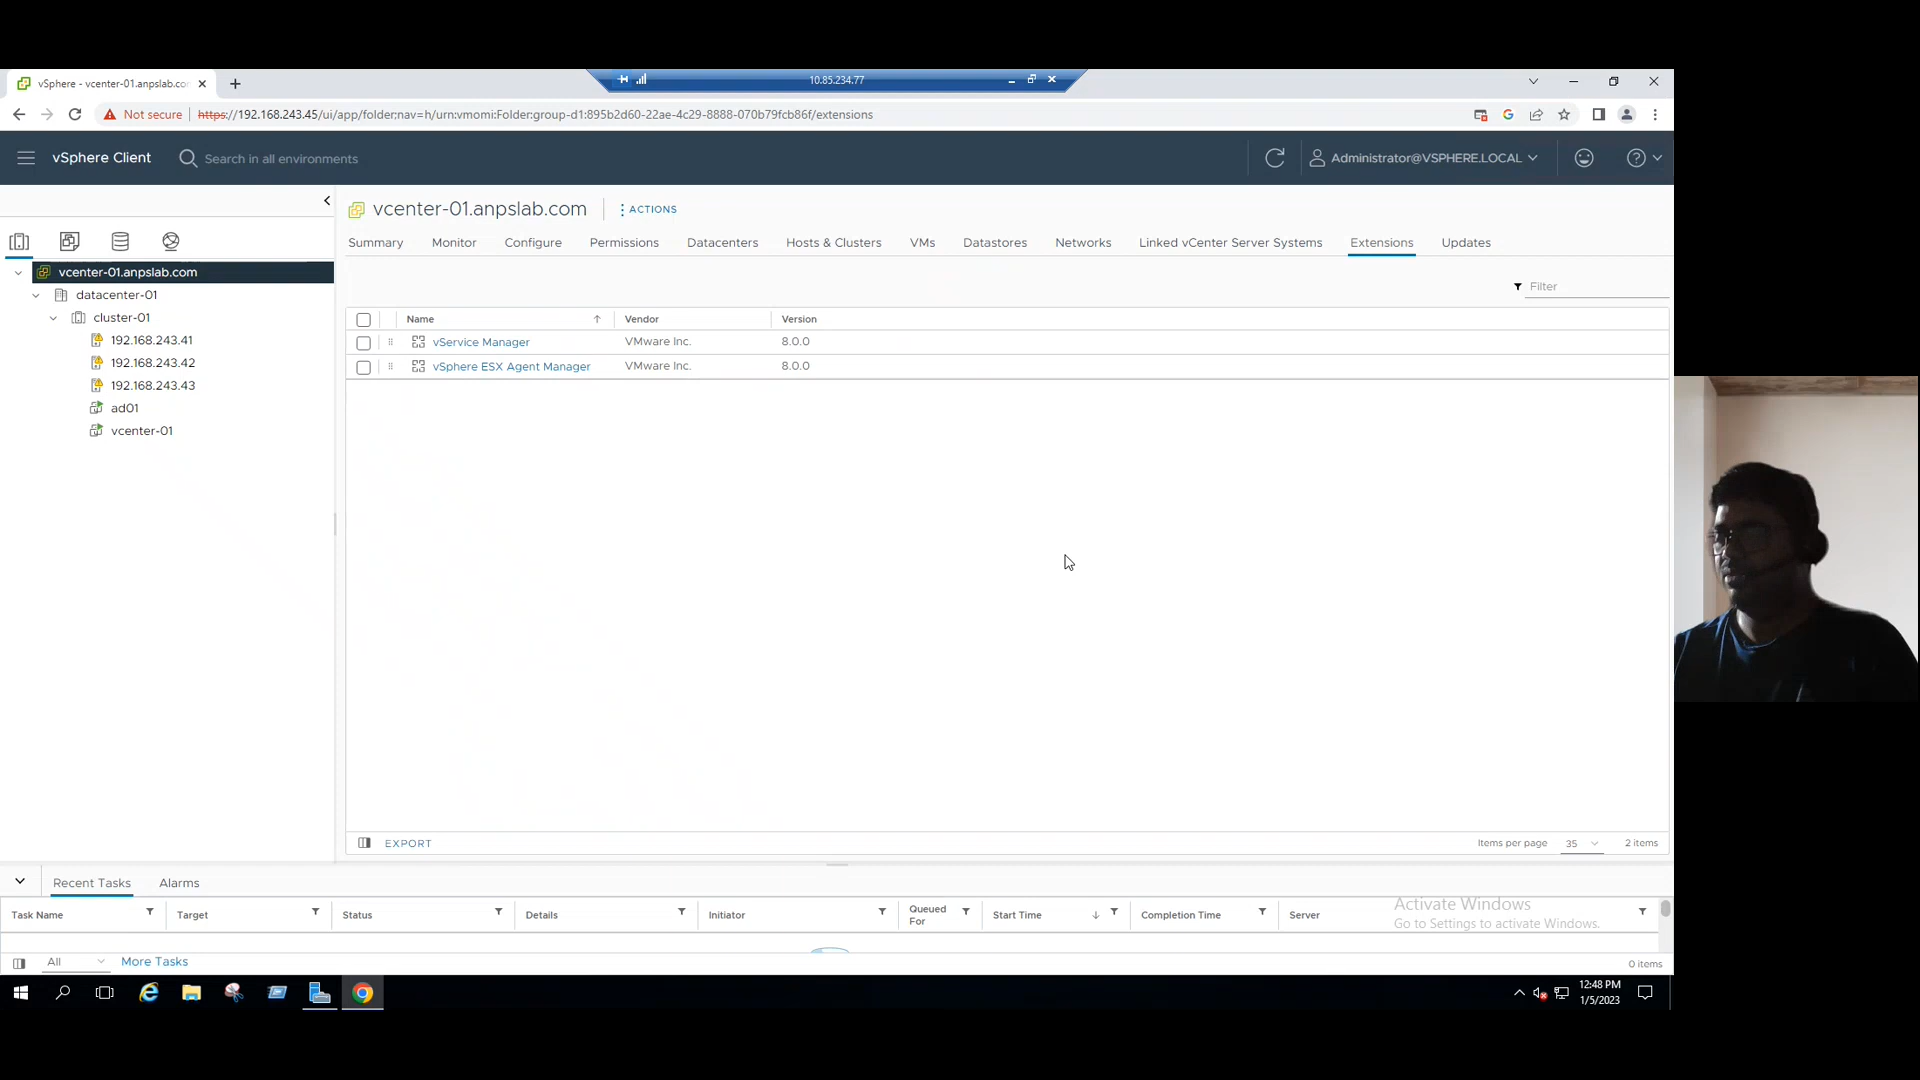 10.85.234.77
vSphere - vcenter-01.anpslab.co
Not secure https://192.168.243.45/ui/app/folder;nav=h/urn:vmomi:Folder:group-d1:895b2d60-22ae-4c29-8888-070b79fcb86f/extensions
vSphere Client Search in all environments Administrator@VSPHERE.LOCAL
vcenter-01.anpslab.com ACTIONS
Summary Monitor Configure Permissions Datacenters Hosts & Clusters VMs Datastores Networks Linked vCenter Server Systems Extensions Updates
vcenter-01.anpslab.com
datacenter-01
cluster-01
192.168.243.41
192.168.243.42
192.168.243.43
ad01
vcenter-01
Filter
Name Vendor Version
vService Manager VMware Inc. 8.0.0
vSphere ESX Agent Manager VMware Inc. 8.0.0
EXPORT Items per page 35 2 items
Recent Tasks Alarms
Task Name Target Status Details Initiator Queued For Start Time Completion Time Server
Activate Windows
Go to Settings to activate Windows.
All More Tasks 0 items
12:48 PM
1/5/2023